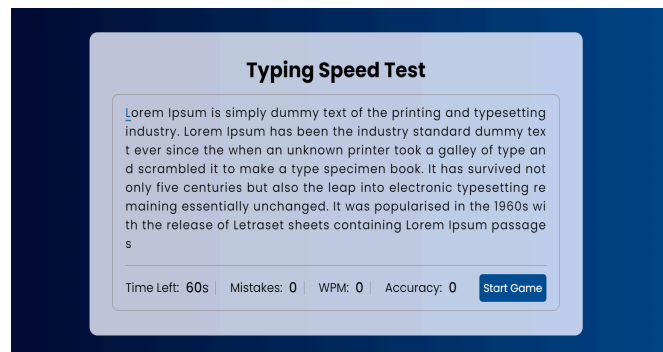 Typing Speed Test
Lorem Ipsum is simply dummy text of the printing and typesetting
industry. Lorem Ipsum has been the industry standard dummy tex
t ever since the when an unknown printer took a galley of type an
d scrambled it to make a type specimen book. It has survived not
only five centuries but also the leap into electronic typesetting re
maining essentially unchanged. It was popularised in the 1960s wi
th the release of Letraset sheets containing Lorem Ipsum passage
s
Time Left: 60s Mistakes: 0 WPM: 0 Accuracy: 0 Start Game